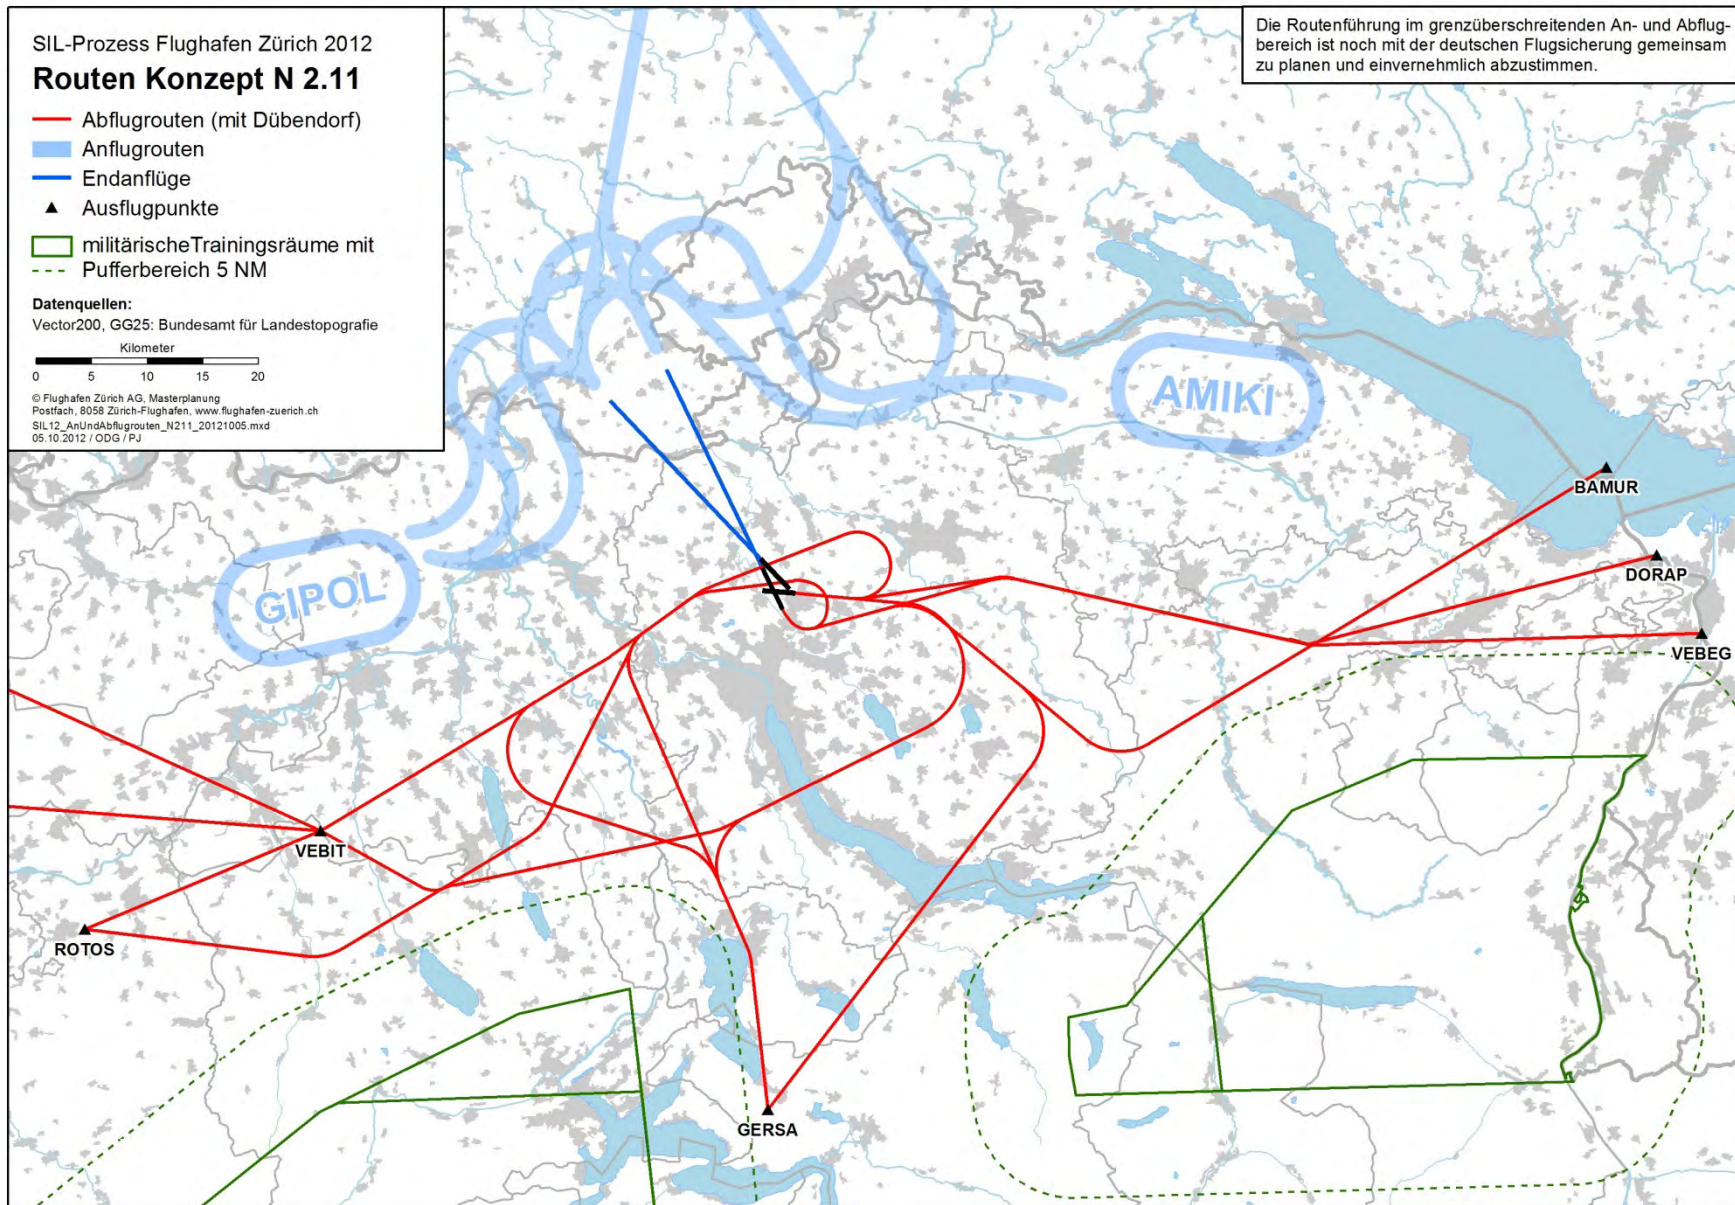 SIL-Prozess Flughafen Zürich 2012
Routen Konzept N 2.11
Abflugrouten (mit Dübendorf)
Anflugrouten
Endanflüge
Ausflugpunkte
militärischeTrainingsräume mit
Pufferbereich 5 NM
Datenquellen:
Vector200, GG25: Bundesamt für Landestopografie
Kilometer
0 5 10 15 20
© Flughafen Zürich AG, Masterplanung
Postfach, 8058 Zürich-Flughafen, www.flughafen-zuerich.ch
SIL12_AnUndAbflugrouten_N211_20121005.mxd
05.10.2012 / ODG / PJ
Die Routenführung im grenzüberschreitenden An- und Abflug-
bereich ist noch mit der deutschen Flugsicherung gemeinsam
zu planen und einvernehmlich abzustimmen.
AMIKI
BAMUR
DORAP
GIPOL
VEBEG
VEBIT
ROTOS
GERSA